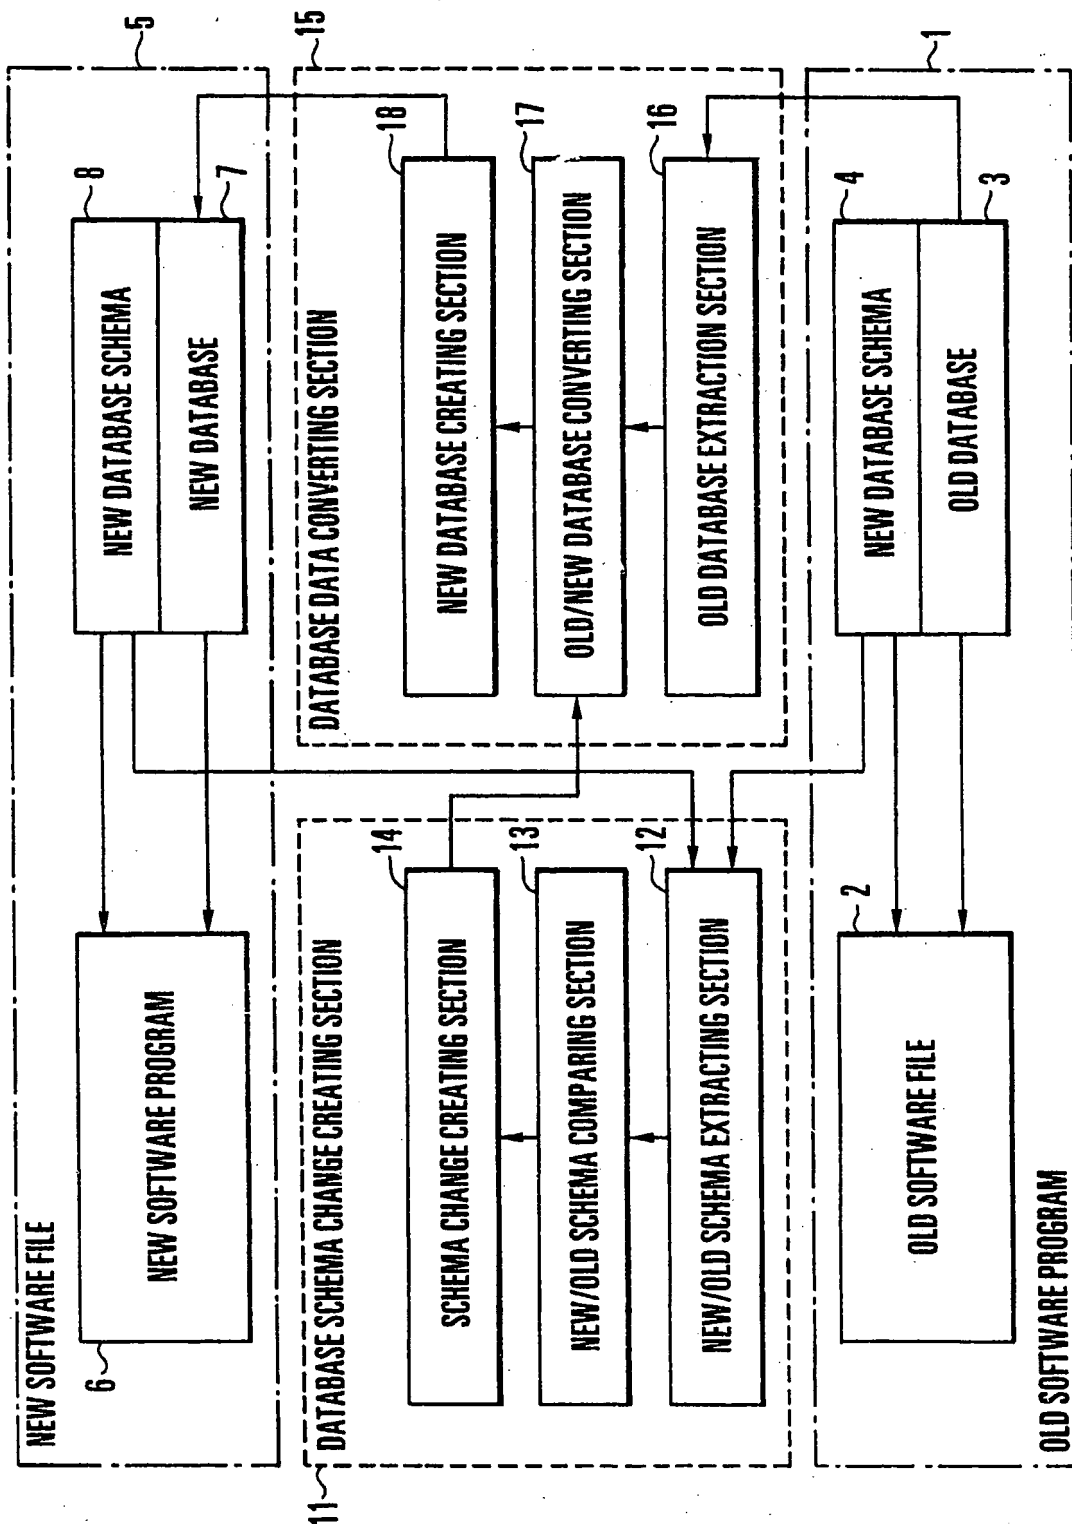 NEW SOFTWARE FILE
5
6
NEW SOFTWARE PROGRAM
NEW DATABASE SCHEMA
8
NEW DATABASE
7
11
DATABASE SCHEMA CHANGE CREATING SECTION
SCHEMA CHANGE CREATING SECTION
14
NEW/OLD SCHEMA COMPARING SECTION
13
NEW/OLD SCHEMA EXTRACTING SECTION
12
15
DATABASE DATA CONVERTING SECTION
NEW DATABASE CREATING SECTION
18
OLD/NEW DATABASE CONVERTING SECTION
17
OLD DATABASE EXTRACTION SECTION
16
1
OLD SOFTWARE FILE
2
NEW DATABASE SCHEMA
4
OLD DATABASE
3
OLD SOFTWARE PROGRAM